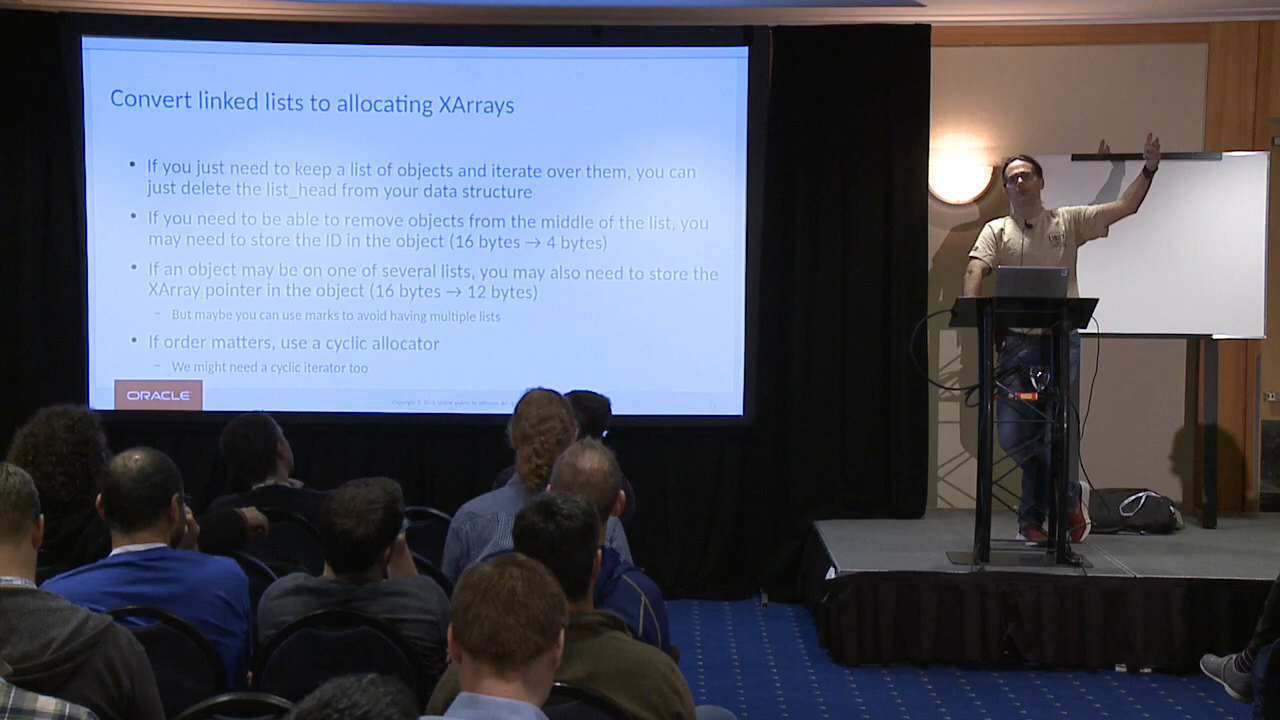 Convert linked lists to allocating XArrays
• If you just need to keep a list of objects and iterate over them, you can
just delete the list_head from your data structure
• If you need to be able to remove objects from the middle of the list, you
may need to store the ID in the object (16 bytes → 4 bytes)
• If an object may be on one of several lists, you may also need to store the
XArray pointer in the object (16 bytes → 12 bytes)
– But maybe you can use marks to avoid having multiple lists
• If order matters, use a cyclic allocator
– We might need a cyclic iterator too
ORACLE